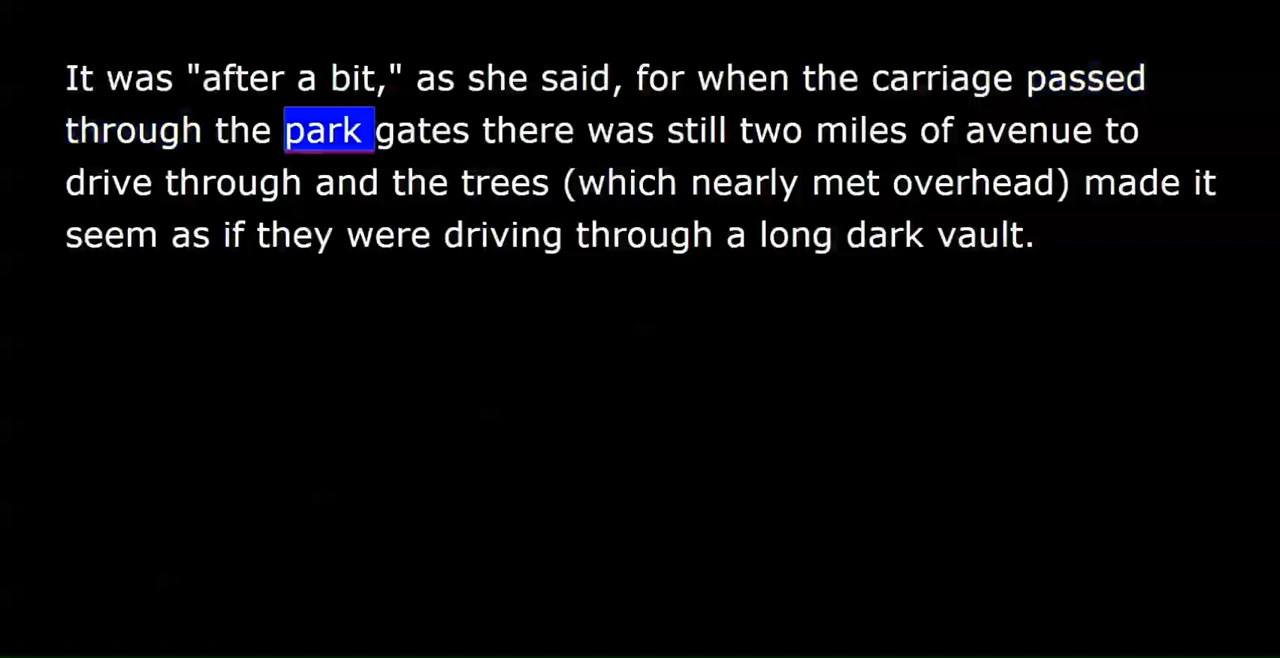 It was "after a bit," as she said, for when the carriage passed
through the park gates there was still two miles of avenue to
drive through and the trees (which nearly met overhead) made it
seem as if they were driving through a long dark vault.